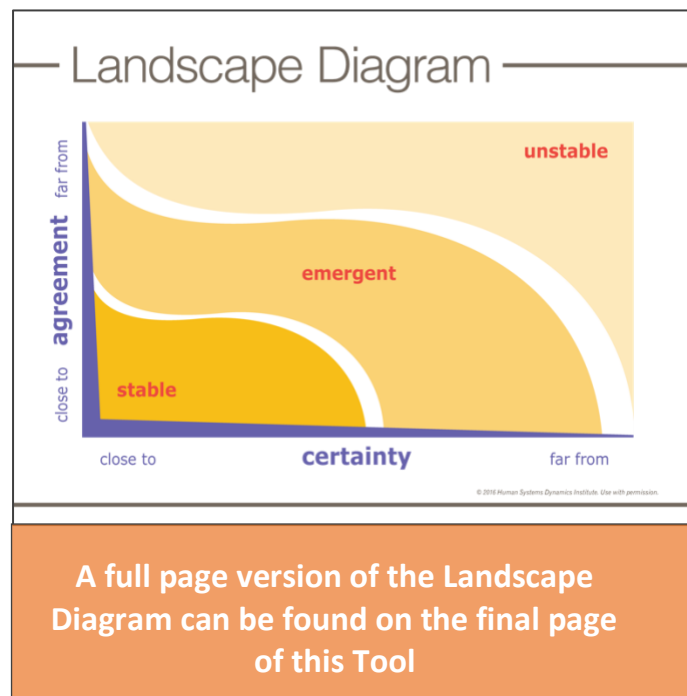 Landscape Diagram
far from
agreement
close to
unstable
emergent
stable
close to
certainty
far from
© 2016 Human Systems Dynamics Institute. Use with permission.
A full page version of the Landscape
Diagram can be found on the final page
of this Tool